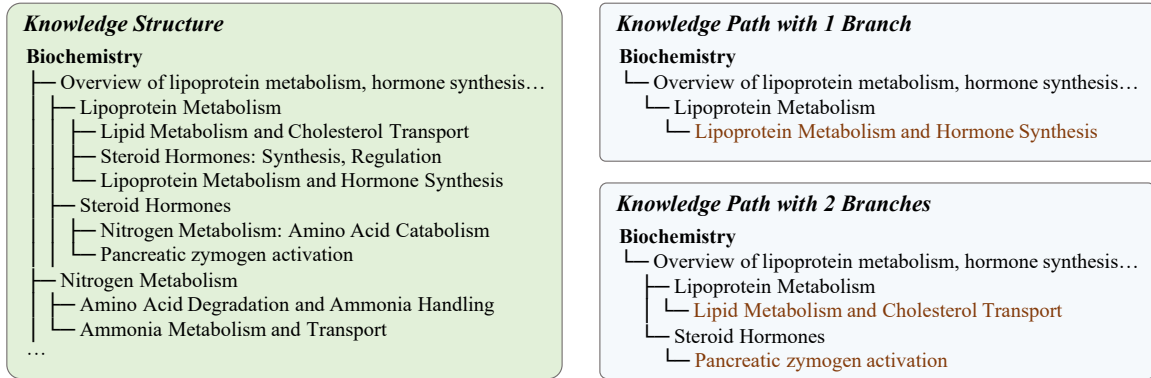 Knowledge Structure
Biochemistry
Overview of lipoprotein metabolism, hormone synthesis…
Lipoprotein Metabolism
Lipid Metabolism and Cholesterol Transport
Steroid Hormones: Synthesis, Regulation
Lipoprotein Metabolism and Hormone Synthesis
Steroid Hormones
Nitrogen Metabolism: Amino Acid Catabolism
Pancreatic zymogen activation
Nitrogen Metabolism
Amino Acid Degradation and Ammonia Handling
Ammonia Metabolism and Transport
…
Knowledge Path with 1 Branch
Biochemistry
Overview of lipoprotein metabolism, hormone synthesis…
Lipoprotein Metabolism
Lipoprotein Metabolism and Hormone Synthesis
Knowledge Path with 2 Branches
Biochemistry
Overview of lipoprotein metabolism, hormone synthesis…
Lipoprotein Metabolism
Lipid Metabolism and Cholesterol Transport
Steroid Hormones
Pancreatic zymogen activation